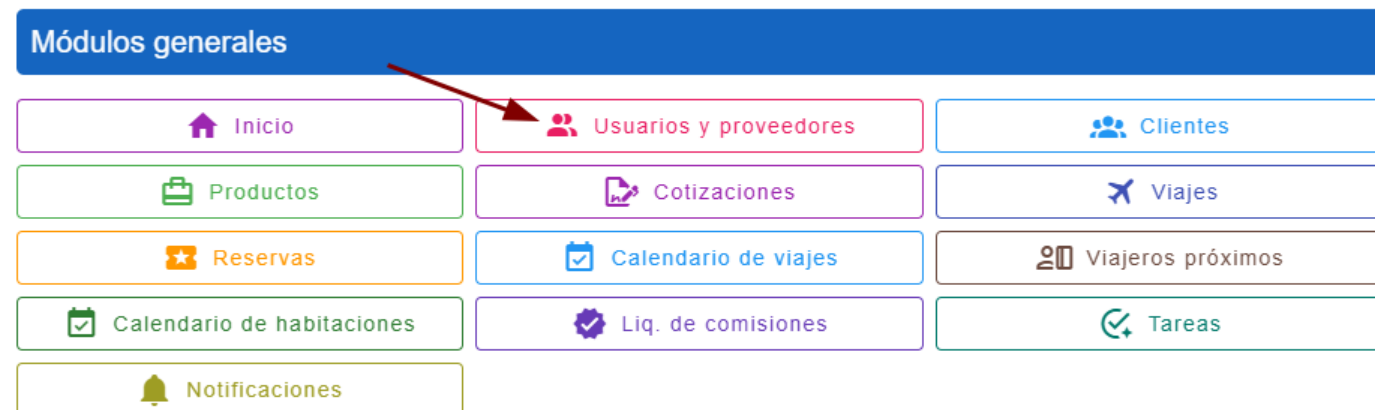 Módulos generales
Inicio
Usuarios y proveedores
Clientes
Productos
Cotizaciones
Viajes
Reservas
Calendario de viajes
Viajeros próximos
Calendario de habitaciones
Liq. de comisiones
Tareas
Notificaciones